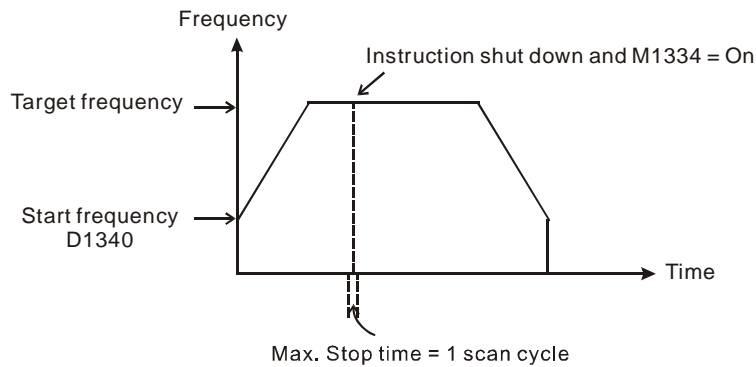 Frequency
Instruction shut down and M1334 = On
Target frequency
Start frequency
D1340
Time
Max. Stop time = 1 scan cycle